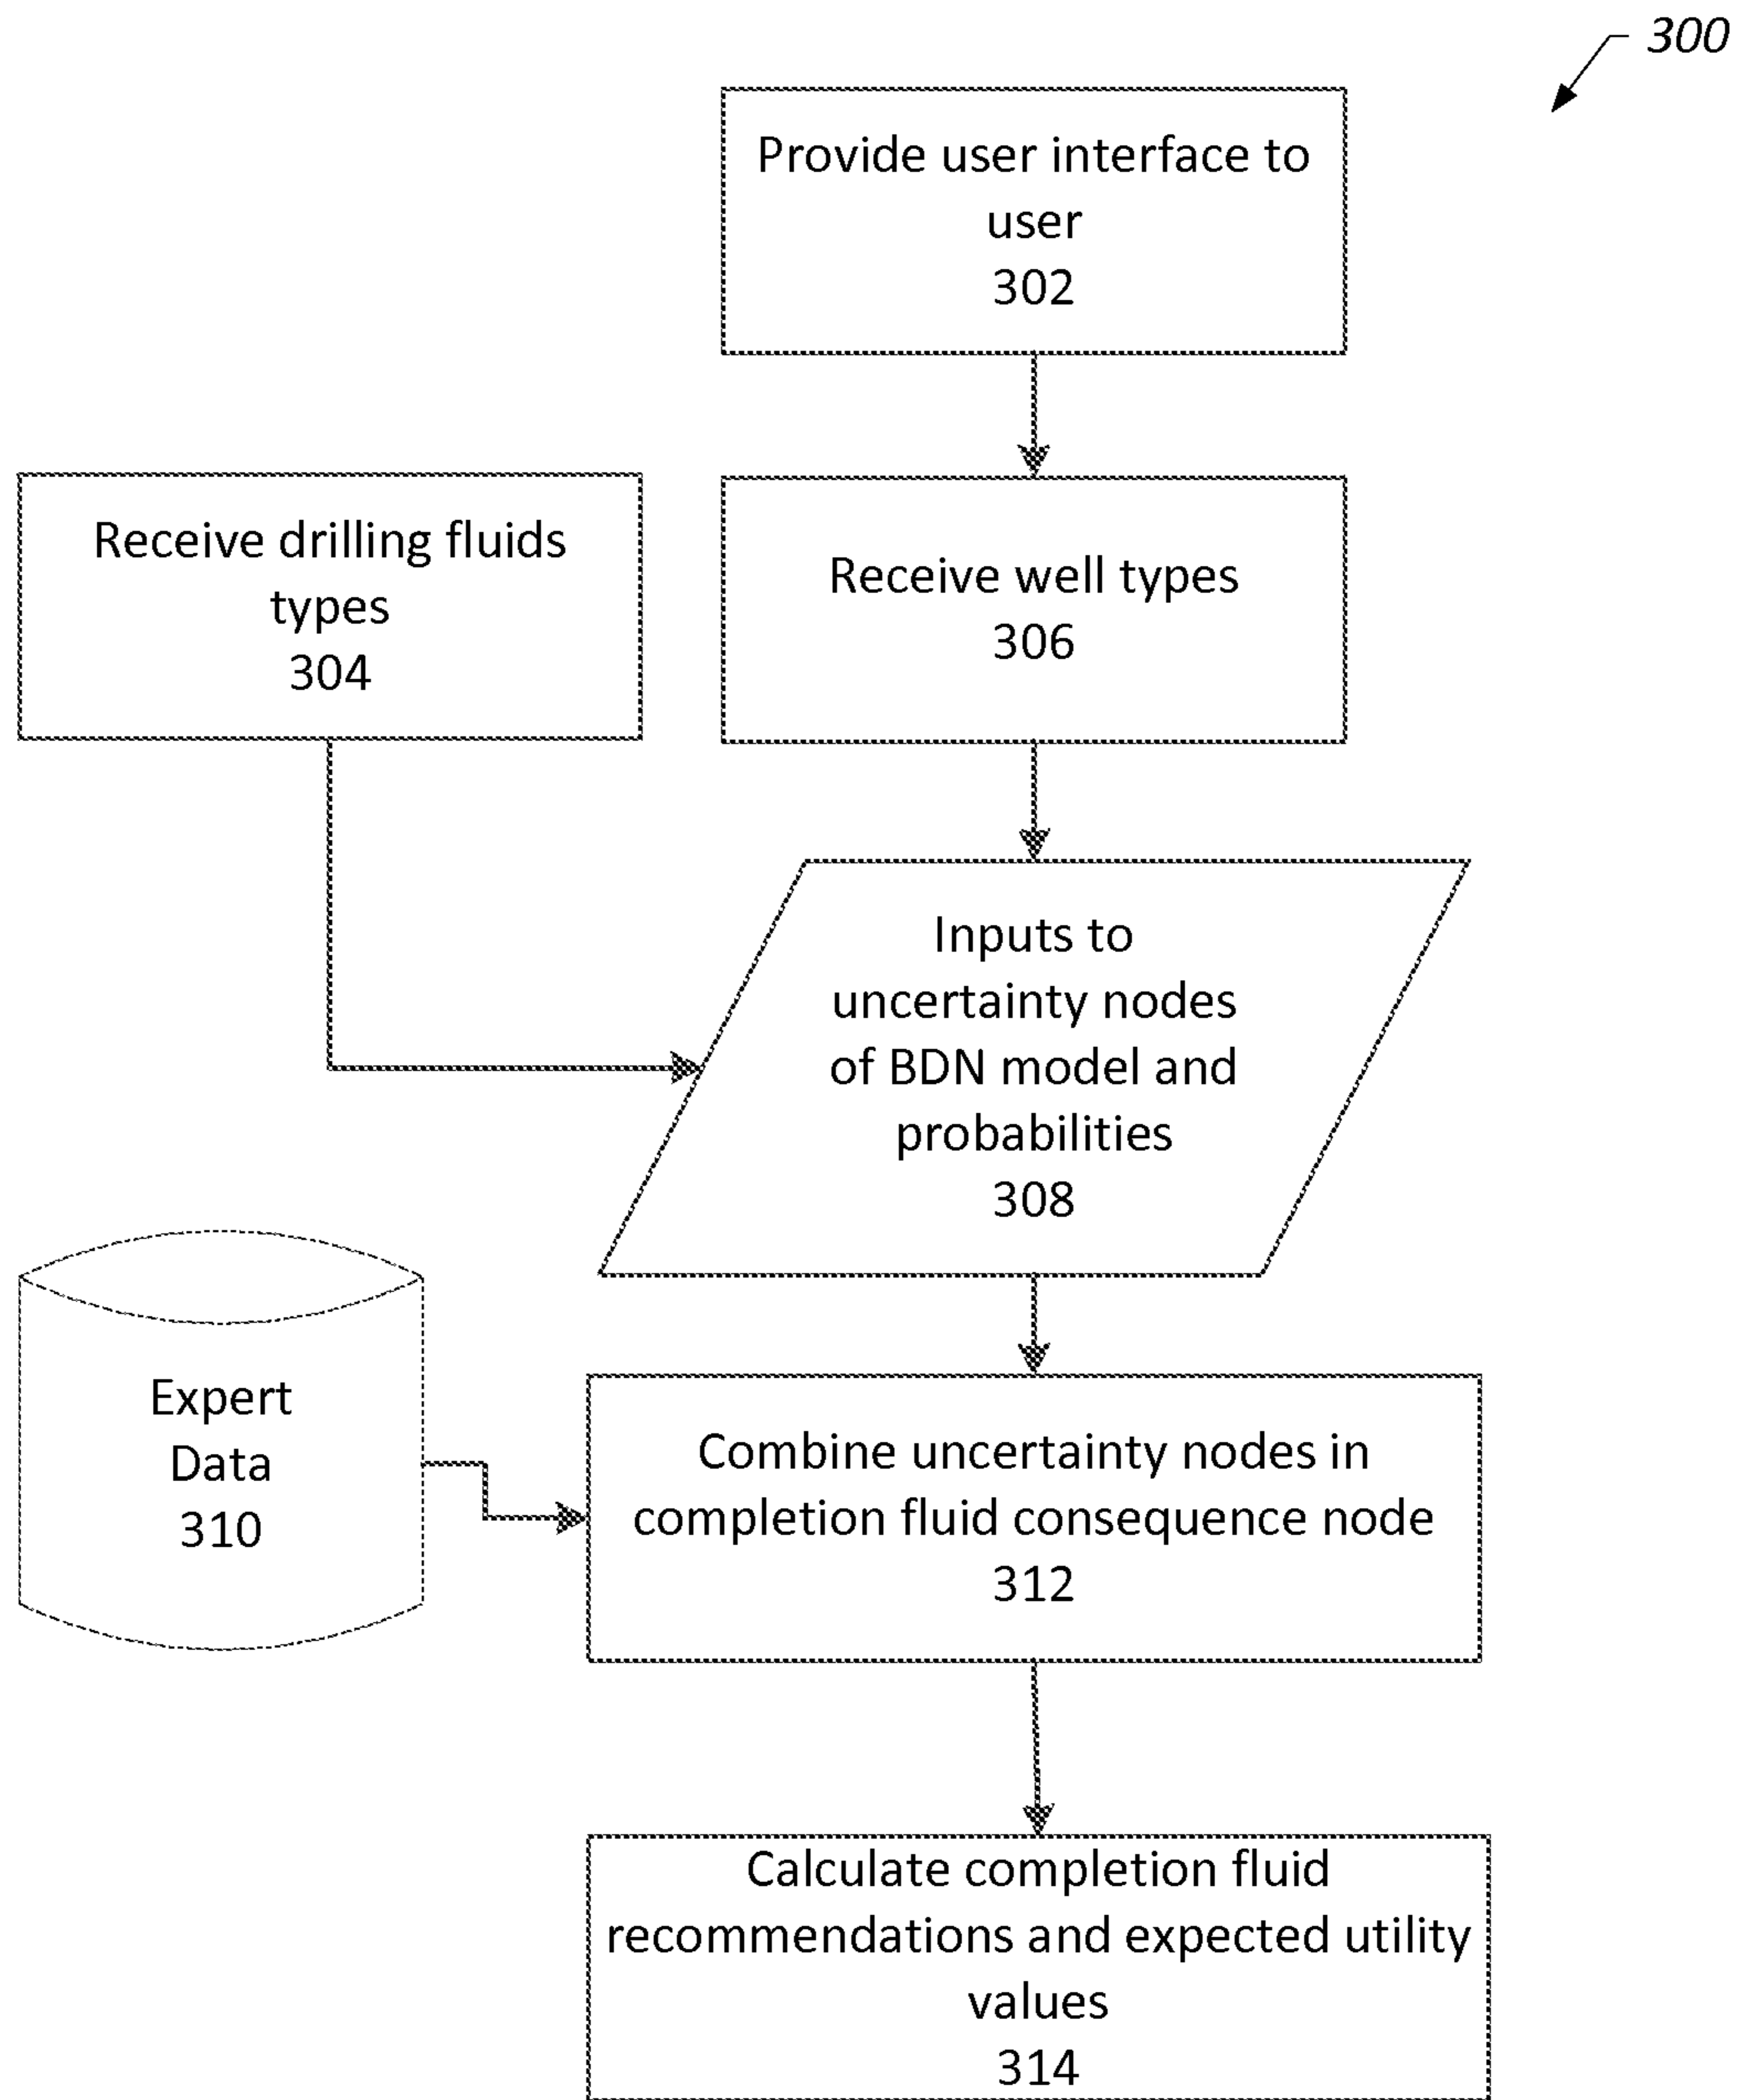 300
Provide user interface to
user
302
Receive drilling fluids
types
304
Receive well types
306
Inputs to
uncertainty nodes
of BDN model and
probabilities
308
Expert
Data
310
Combine uncertainty nodes in
completion fluid consequence node
312
Calculate completion fluid
recommendations and expected utility
values
314